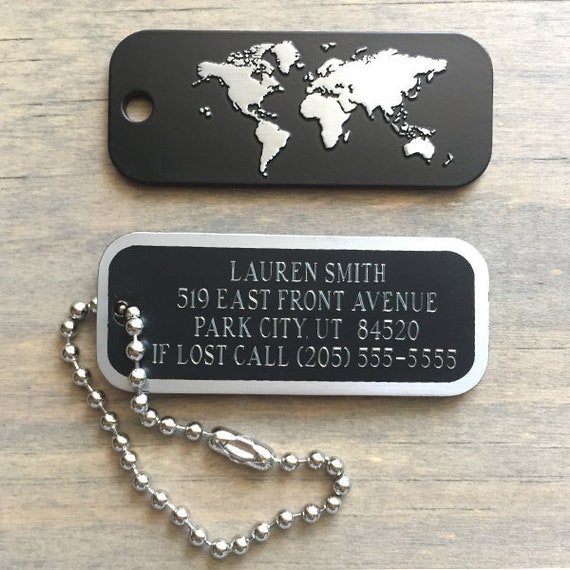 LAUREN SMITH
519 EAST FRONT AVENUE
PARK CITY, UT 84520
IF LOST CALL (205) 555-5555